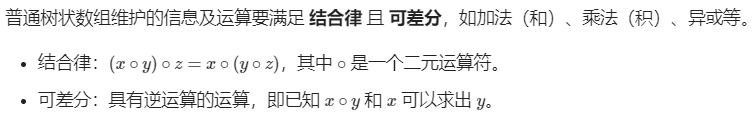 普通树状数组维护的信息及运算要满足 结合律 且 可差分，如加法（和）、乘法（积）、异或等。
• 结合律：(x ∘ y) ∘ z = x ∘ (y ∘ z)，其中 ∘ 是一个二元运算符。
• 可差分：具有逆运算的运算，即已知 x ∘ y 和 x 可以求出 y。